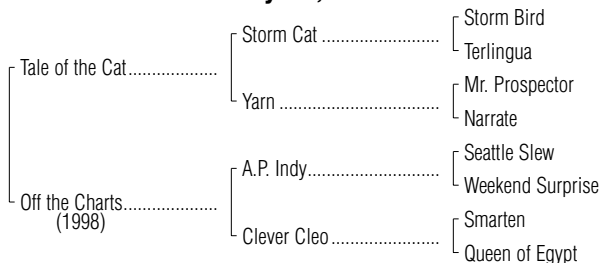 Storm Bird
Storm Cat ..............................
Terlingua
Tale of the Cat...................
Mr. Prospector
Yarn .........................................
Narrate
Seattle Slew
A.P. Indy.................................
Weekend Surprise
Off the Charts....................
(1998)
Smarten
Clever Cleo............................
Queen of Egypt